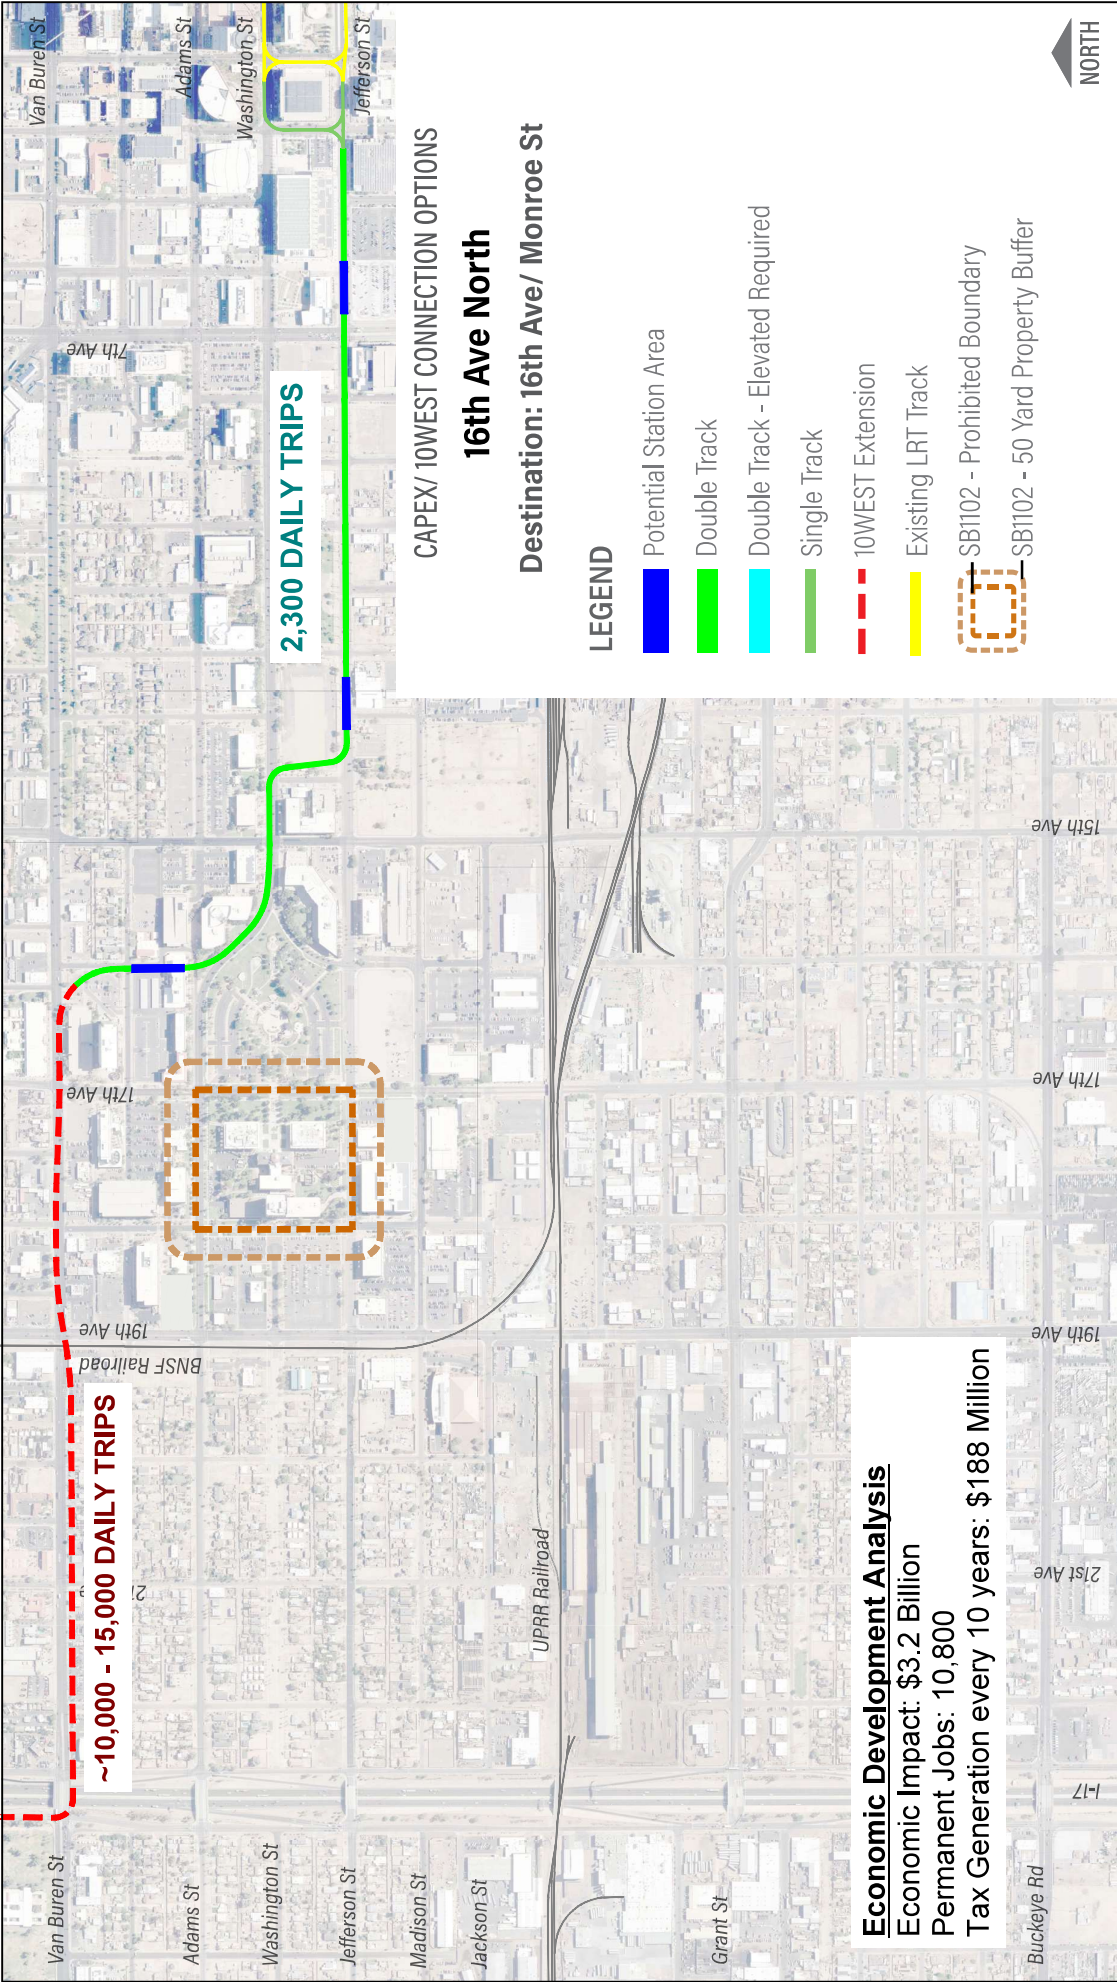 Van Buren St
Adams St
Washington St
Jefferson St
7th Ave
2,300 DAILY TRIPS
CAPEX/ 10WEST CONNECTION OPTIONS
16th Ave North
Destination: 16th Ave/ Monroe St
LEGEND
Potential Station Area
Double Track
Double Track - Elevated Required
Single Track
10WEST Extension
Existing LRT Track
SB1102 - Prohibited Boundary
SB1102 - 50 Yard Property Buffer
NORTH
15th Ave
17th Ave
17th Ave
19th Ave
BNSF Railroad
19th Ave
~10,000 - 15,000 DAILY TRIPS
UPRR Railroad
21st Ave
I-17
Van Buren St
Adams St
Washington St
Jefferson St
Madison St
Jackson St
Grant St
Buckeye Rd
Economic Development Analysis
Economic Impact: $3.2 Billion
Permanent Jobs: 10,800
Tax Generation every 10 years: $188 Million